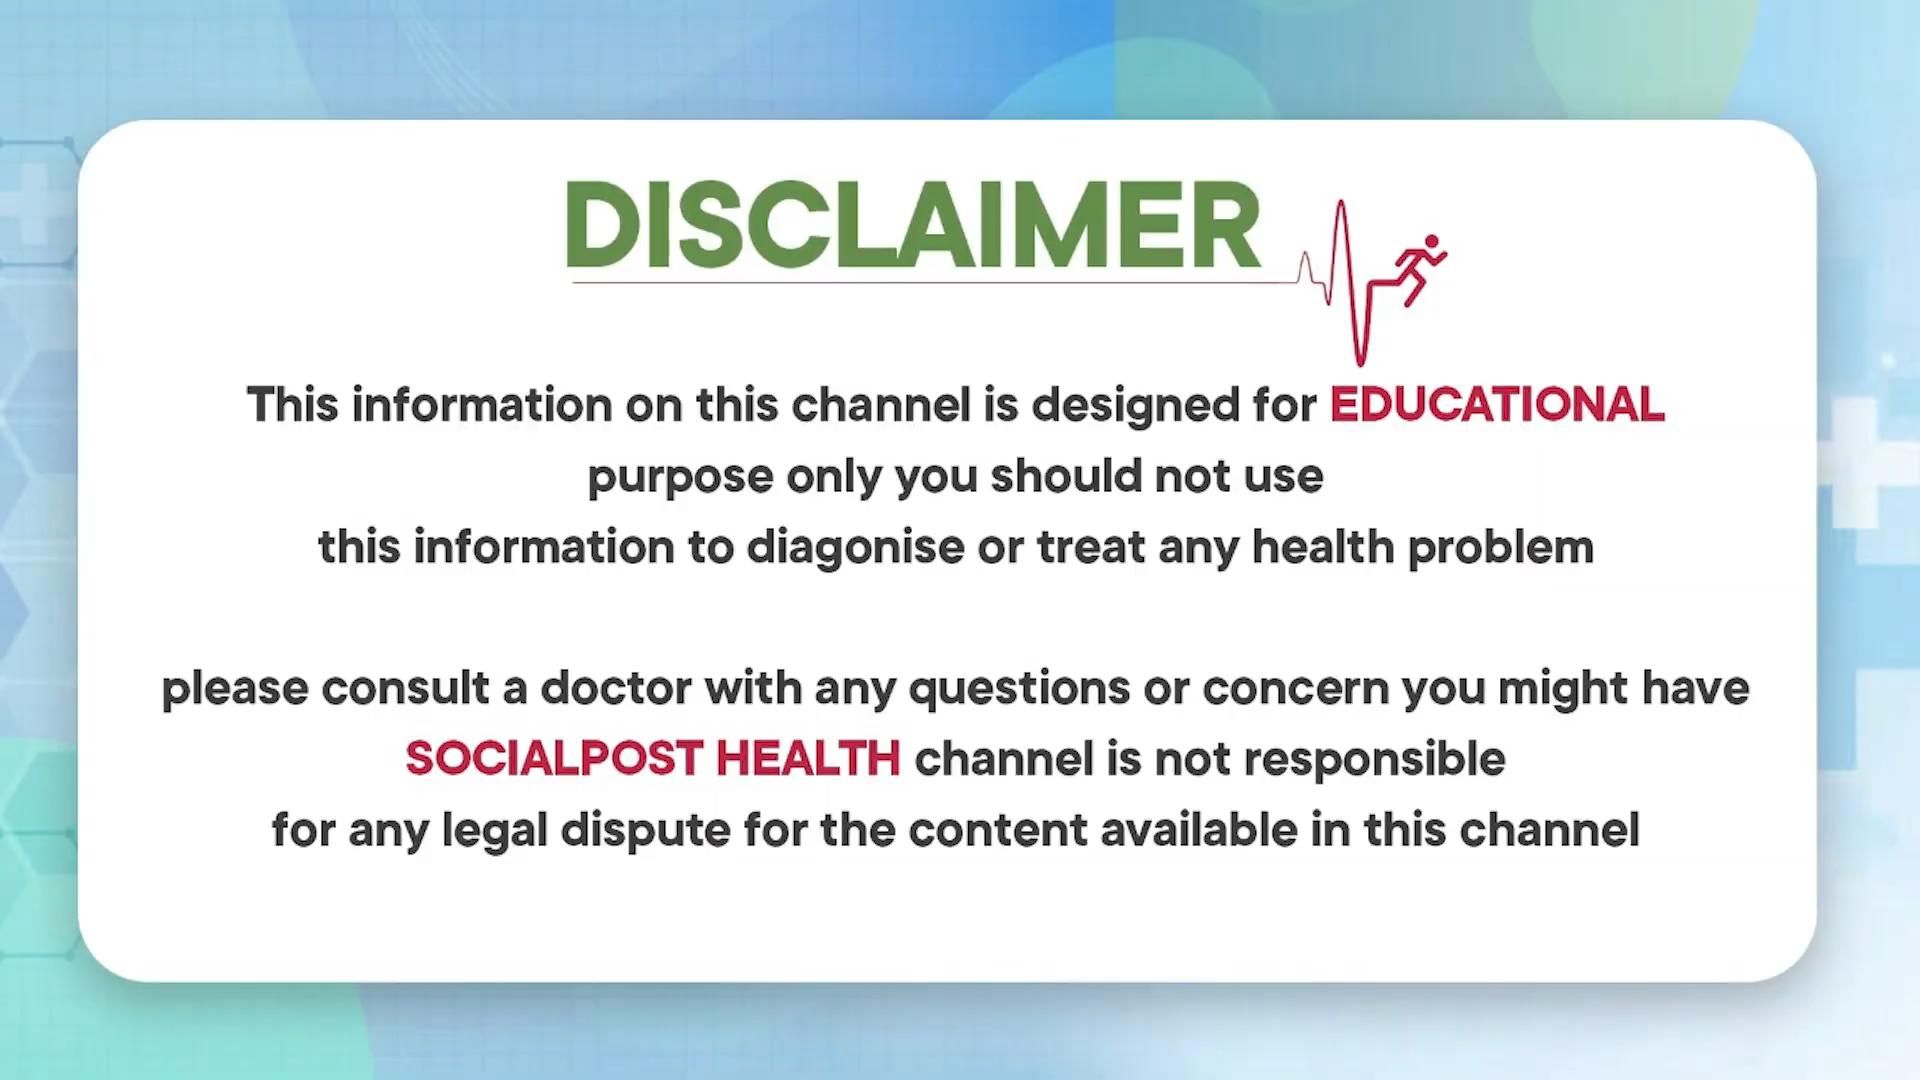 DISCLAIMER
This information on this channel is designed for EDUCATIONAL
purpose only you should not use
this information to diagonise or treat any health problem
please consult a doctor with any questions or concern you might have
SOCIALPOST HEALTH channel is not responsible
for any legal dispute for the content available in this channel